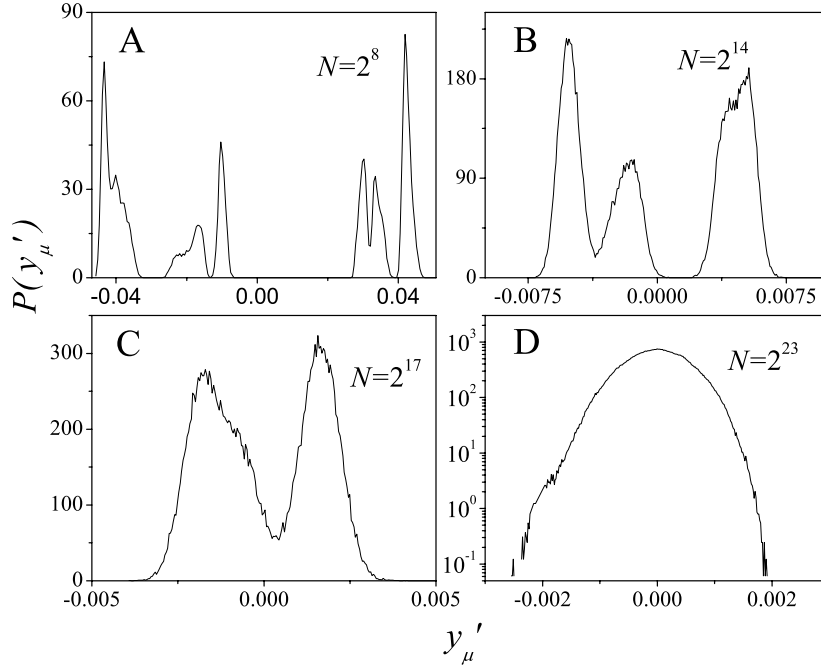 90
60
30
0
A
N=2^8
-0.04
0.00
0.04
180
90
0
B
N=2^14
-0.0075
0.0000
0.0075
P(y_μ')
300
200
100
0
C
N=2^17
-0.005
0.000
0.005
10^3
10^2
10^1
10^0
10^-1
D
N=2^23
-0.002
0.000
0.002
y_μ'